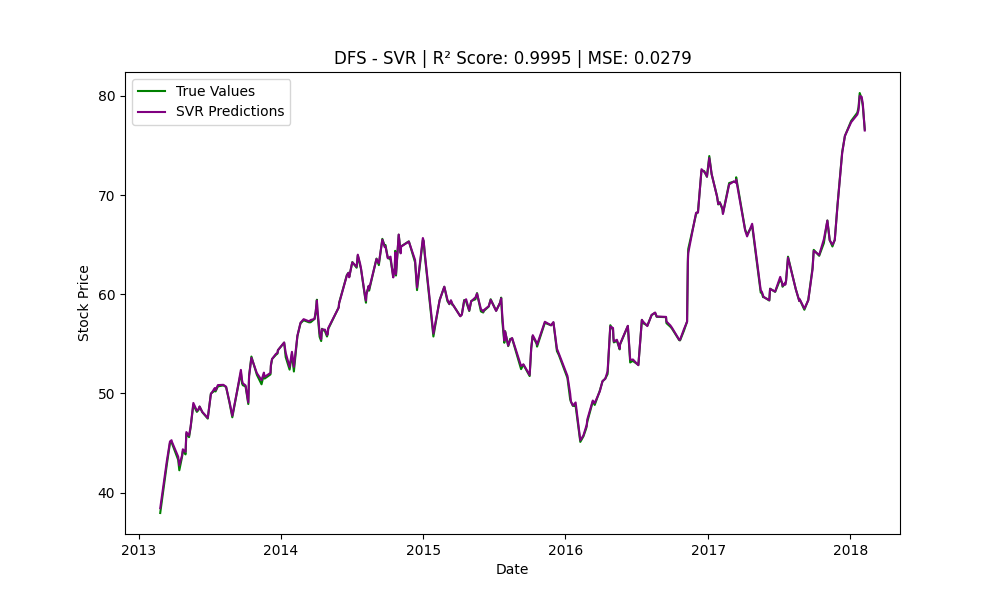 DFS - SVR | R² Score: 0.9995 | MSE: 0.0279
True Values
SVR Predictions
80
70
60
50
40
Stock Price
2013 2014 2015 2016 2017 2018
Date